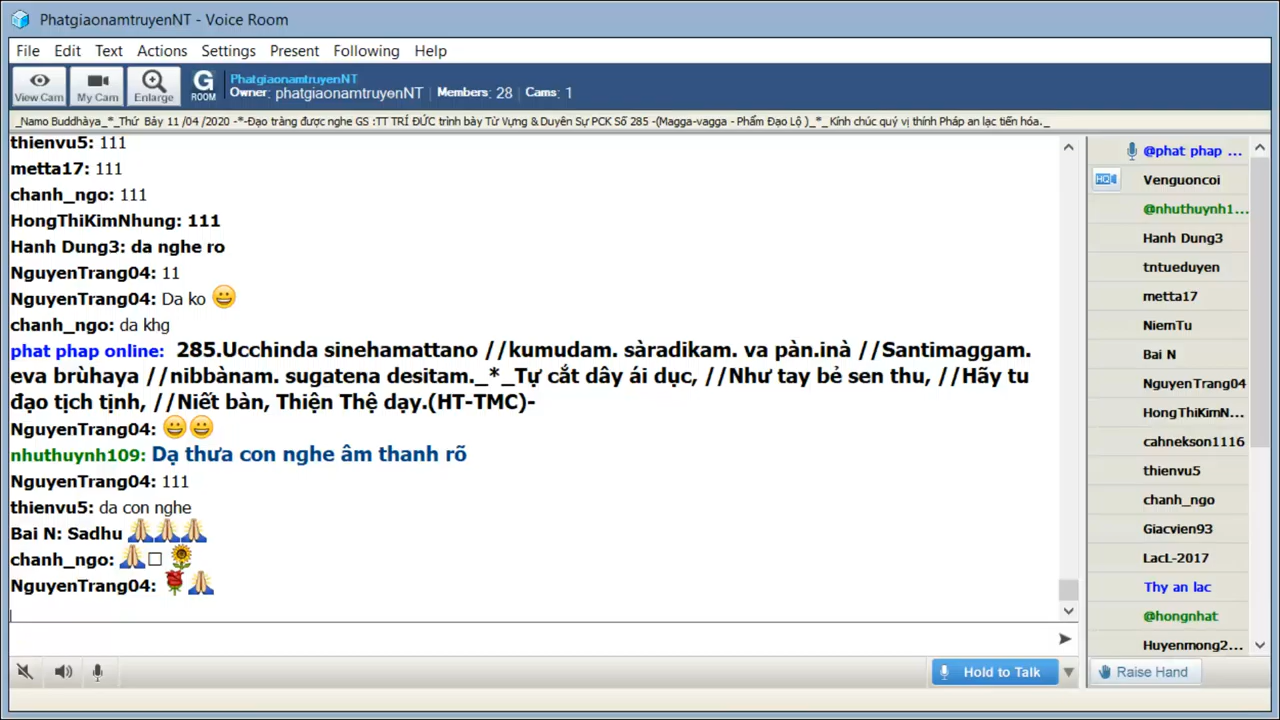 PhatgiaonamtruyenNT - Voice Room
File Edit Text Actions Settings Present Following Help
View Cam My Cam Enlarge G ROOM PhatgiaonamtruyenNT
Owner: phatgiaonamtruyenNT Members: 28 Cams: 1
_Namo Buddhàya_*_Thứ Bảy 11 /04 /2020 -*-Đạo tràng được nghe GS :TT TRÍ ĐỨC trình bày Từ Vựng & Duyên Sự PCK Số 285 -(Magga-vagga - Phẩm Đạo Lộ )_*_ Kính chúc quý vị thính Pháp an lạc tiến hóa._
thienvu5: 111
metta17: 111
chanh_ngo: 111
HongThiKimNhung: 111
Hanh Dung3: da nghe ro
NguyenTrang04: 11
NguyenTrang04: Da ko 😀
chanh_ngo: da khg
phat phap online: 285.Ucchinda sinehamattano //kumudam. sàradikam. va pàn.inà //Santimaggam.
eva brùhaya //nibbànam. sugatena desitam._*_Tự cắt dây ái dục, //Như tay bẻ sen thu, //Hãy tu
đạo tịch tịnh, //Niết bàn, Thiện Thệ dạy.(HT-TMC)-
NguyenTrang04: 😀😀
nhuthuynh109: Dạ thưa con nghe âm thanh rõ
NguyenTrang04: 111
thienvu5: da con nghe
Bai N: Sadhu 🙏🙏🙏
chanh_ngo: 🙏□ 🌻
NguyenTrang04: 🌹🙏
@phat phap ...
HD Venguoncoi
@nhuthuynh1...
Hanh Dung3
tntueduyen
metta17
NiemTu
Bai N
NguyenTrang04
HongThiKimN...
cahnekson1116
thienvu5
chanh_ngo
Giacvien93
LacL-2017
Thy an lac
@hongnhat
Huyenmong2...
Hold to Talk Raise Hand